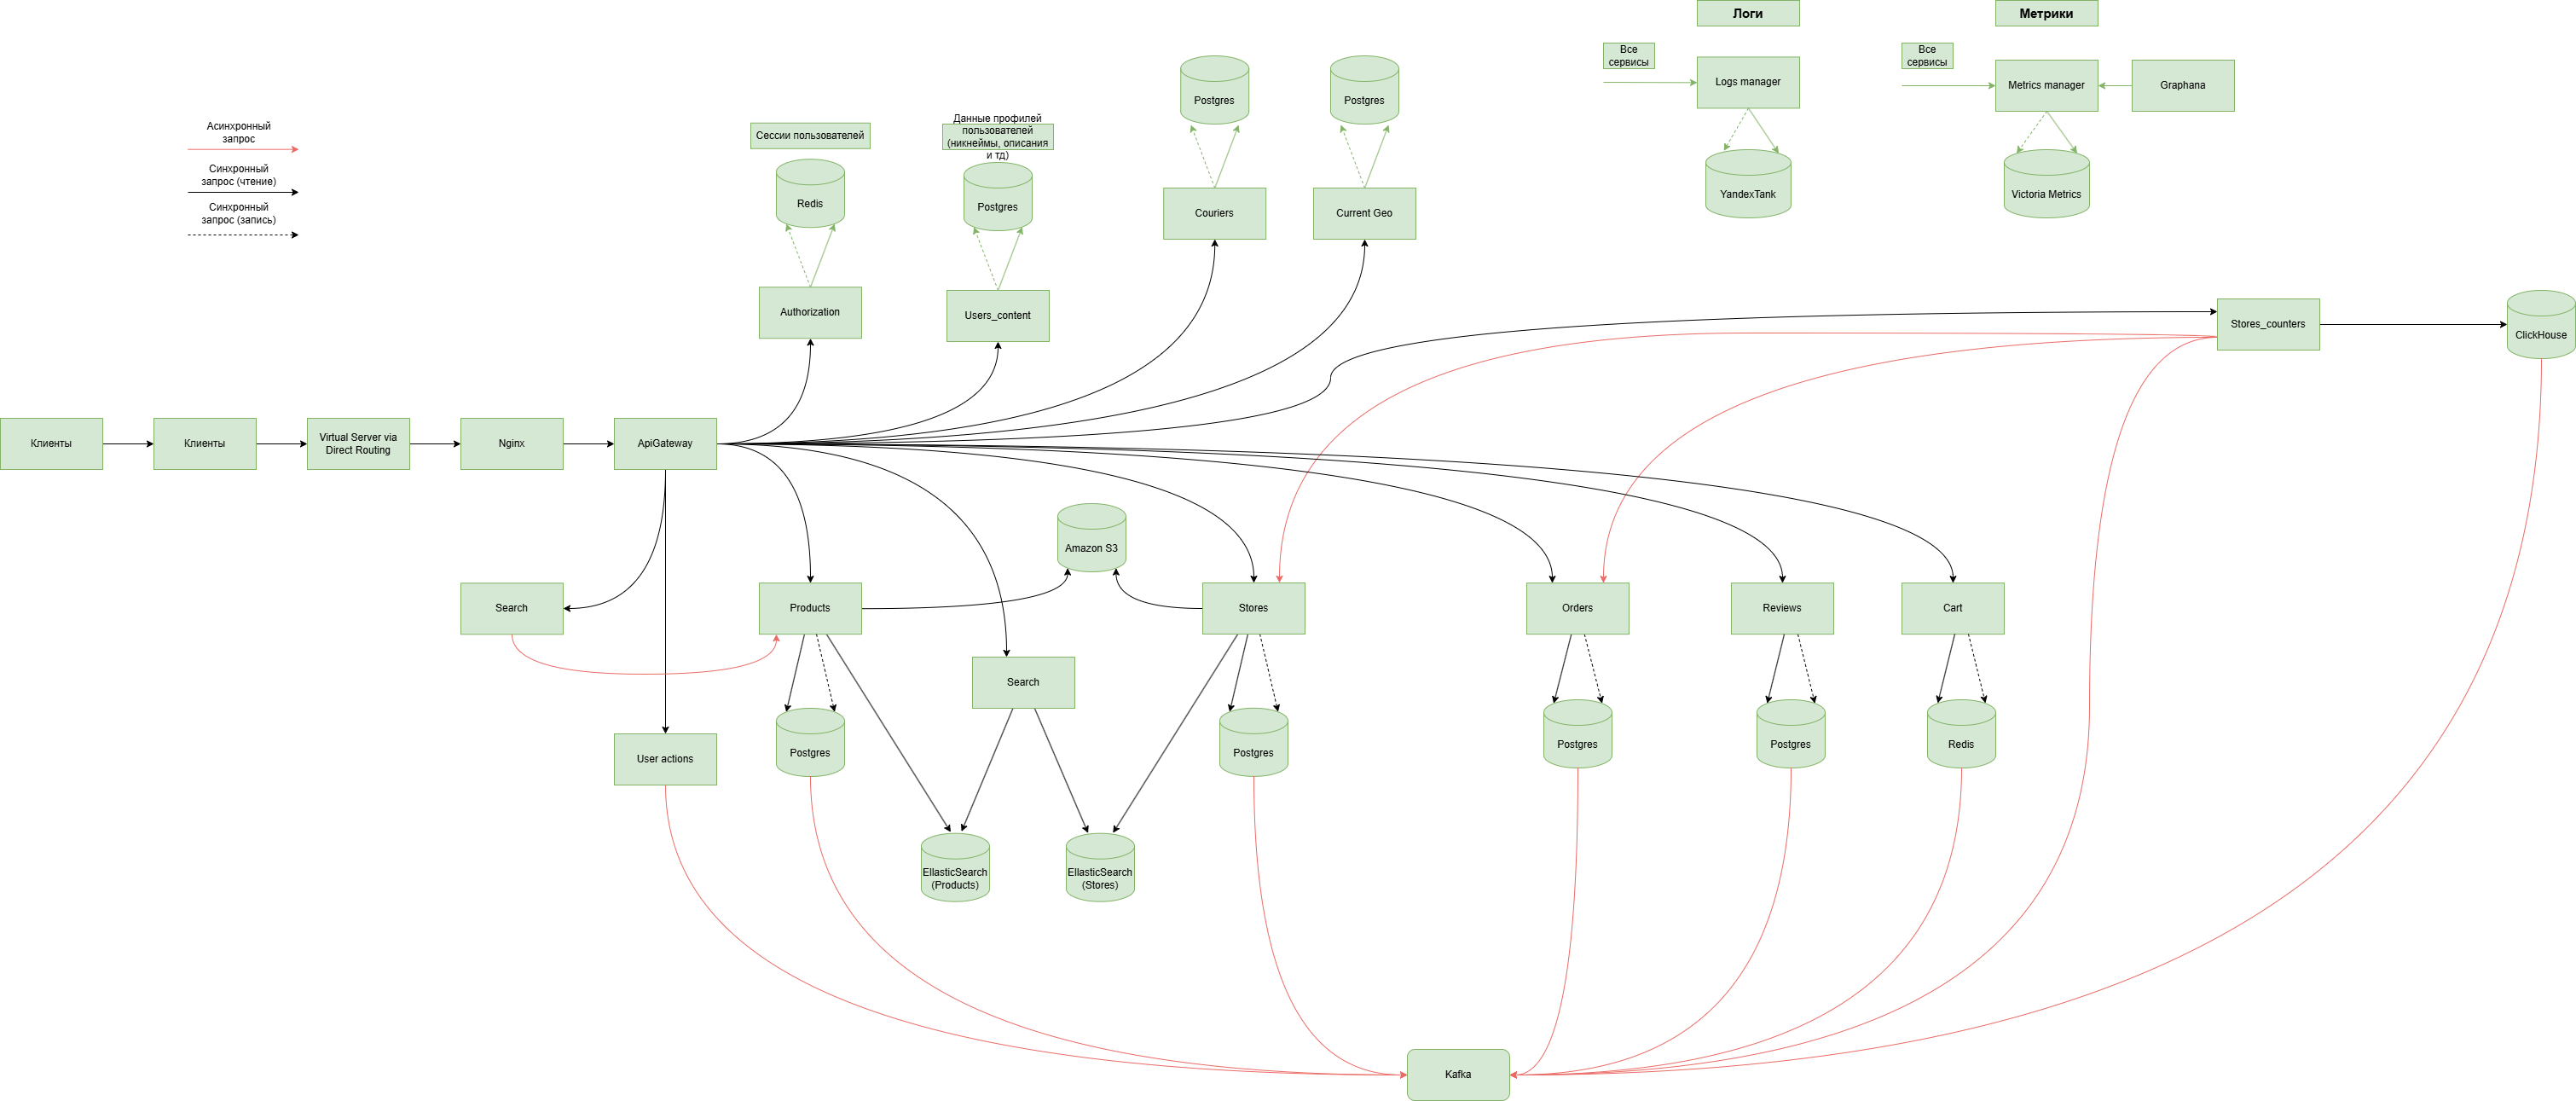 Логи
Метрики
Все
сервисы
Logs manager
Все
сервисы
Metrics manager
Graphana
YandexTank
Victoria Metrics
Асинхронный
запрос
Синхронный
запрос (чтение)
Синхронный
запрос (запись)
Сессии пользователей
Данные профилей
пользователей
(никнеймы, описания
и тд)
Postgres
Postgres
Redis
Postgres
Couriers
Current Geo
Authorization
Users_content
Stores_counters
ClickHouse
Клиенты
Клиенты
Virtual Server via
Direct Routing
Nginx
ApiGateway
Amazon S3
Search
Products
Stores
Orders
Reviews
Cart
Search
User actions
Postgres
Postgres
Postgres
Postgres
Redis
EllasticSearch
(Products)
EllasticSearch
(Stores)
Kafka